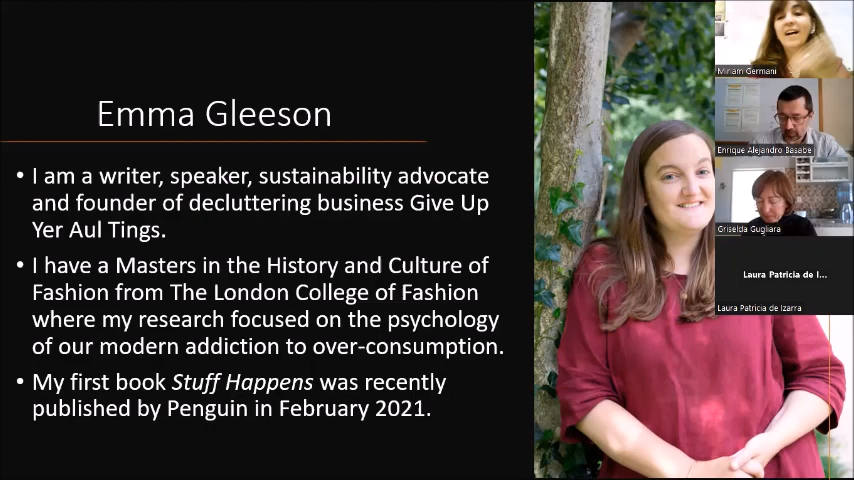 Emma Gleeson
• I am a writer, speaker, sustainability advocate
and founder of decluttering business Give Up
Yer Aul Tings.
• I have a Masters in the History and Culture of
Fashion from The London College of Fashion
where my research focused on the psychology
of our modern addiction to over-consumption.
• My first book Stuff Happens was recently
published by Penguin in February 2021.
Miriam Germani
Enrique Alejandro Basabe
Griselda Gugliara
Laura Patricia de I...
Laura Patricia de Izarra